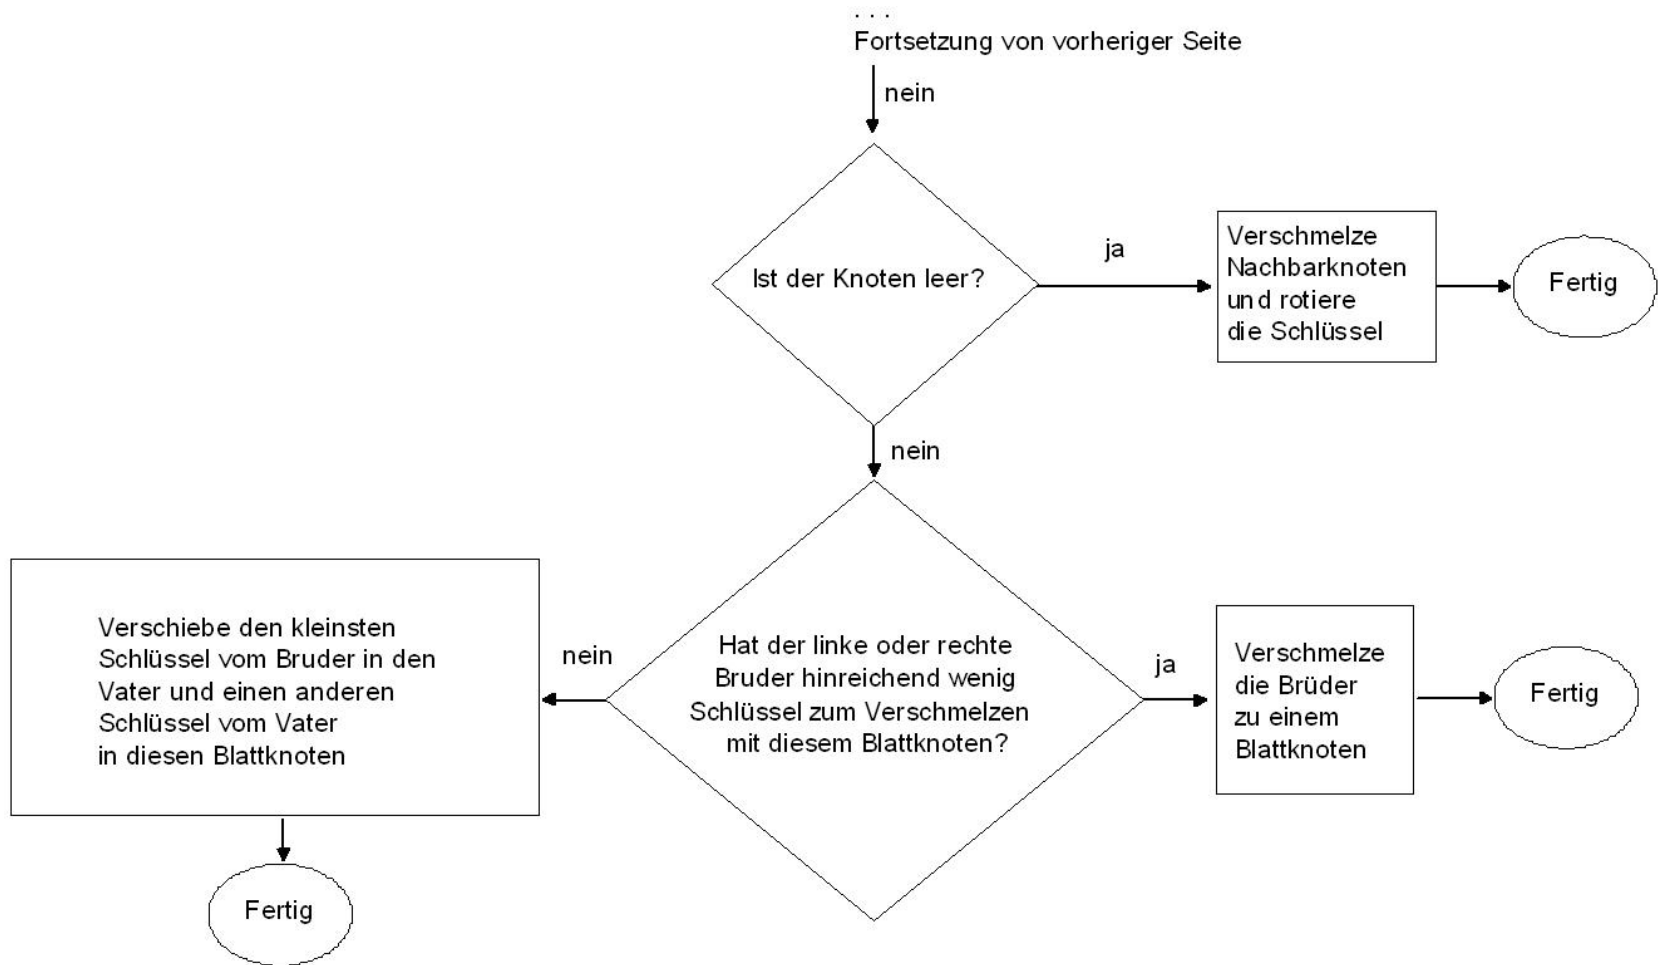 . . .
Fortsetzung von vorheriger Seite
nein
Ist der Knoten leer?
ja
Verschmelze
Nachbarknoten
und rotiere
die Schlüssel
Fertig
nein
Hat der linke oder rechte
Bruder hinreichend wenig
Schlüssel zum Verschmelzen
mit diesem Blattknoten?
ja
Verschmelze
die Brüder
zu einem
Blattknoten
Fertig
nein
Verschiebe den kleinsten
Schlüssel vom Bruder in den
Vater und einen anderen
Schlüssel vom Vater
in diesen Blattknoten
Fertig